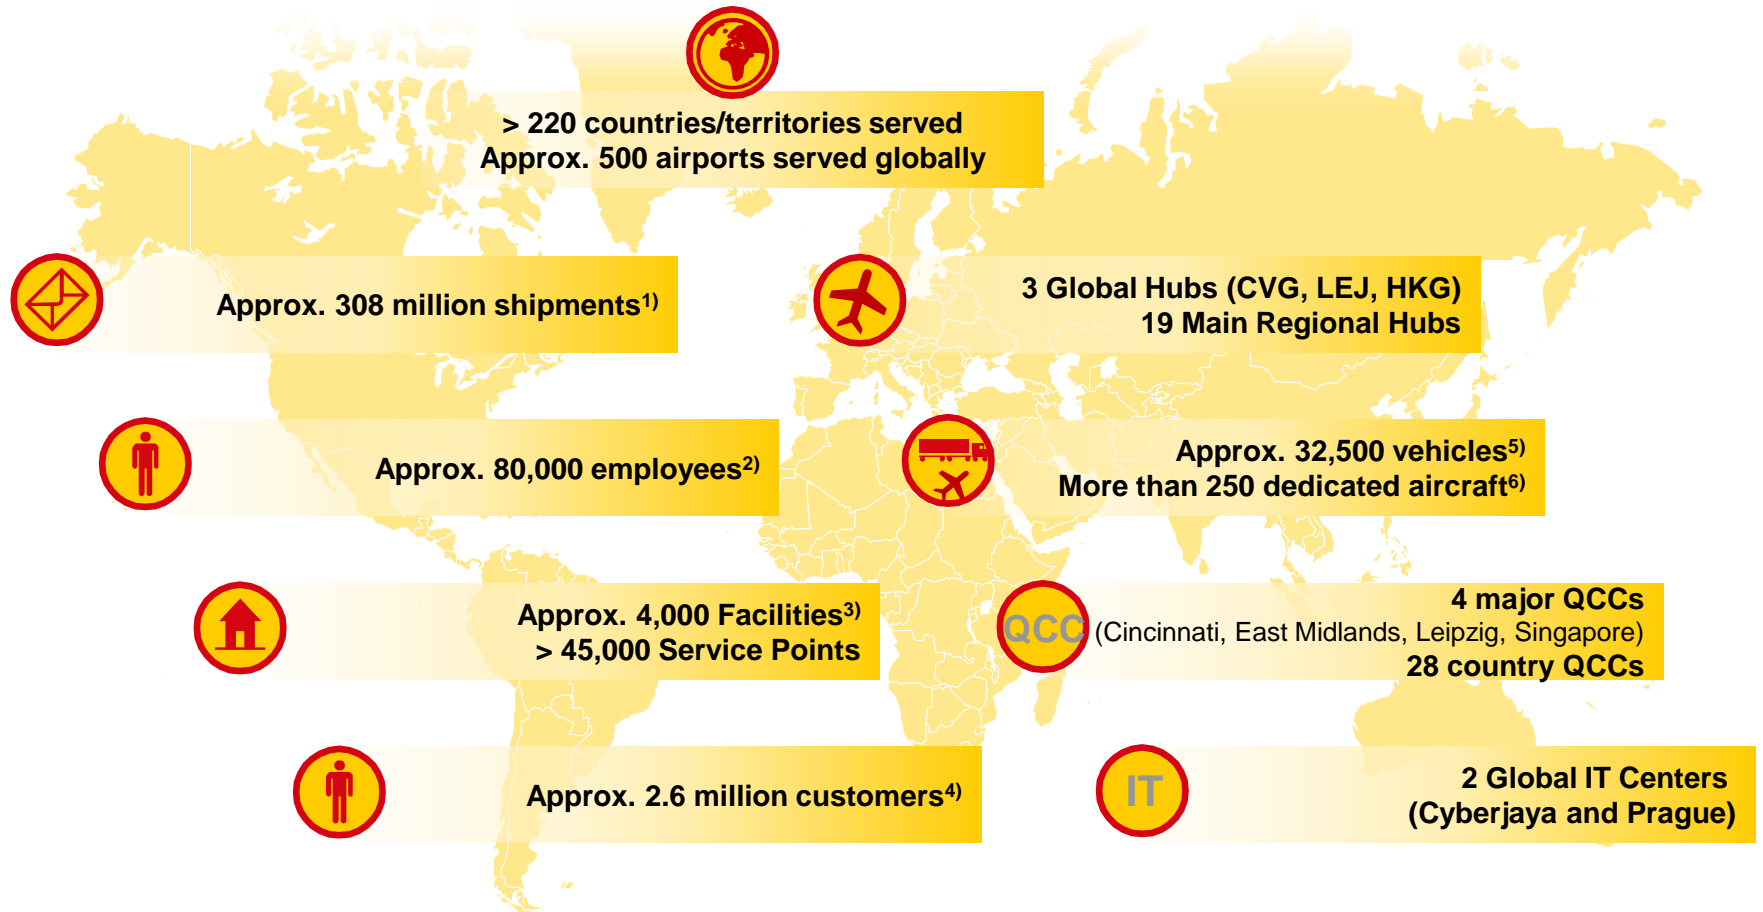 > 220 countries/territories served
Approx. 500 airports served globally
Approx. 308 million shipments1)
3 Global Hubs (CVG, LEJ, HKG)
19 Main Regional Hubs
Approx. 80,000 employees2)
Approx. 32,500 vehicles5)
More than 250 dedicated aircraft6)
Approx. 4,000 Facilities3)
> 45,000 Service Points
QCC
4 major QCCs
(Cincinnati, East Midlands, Leipzig, Singapore)
28 country QCCs
Approx. 2.6 million customers4)
IT
2 Global IT Centers
(Cyberjaya and Prague)